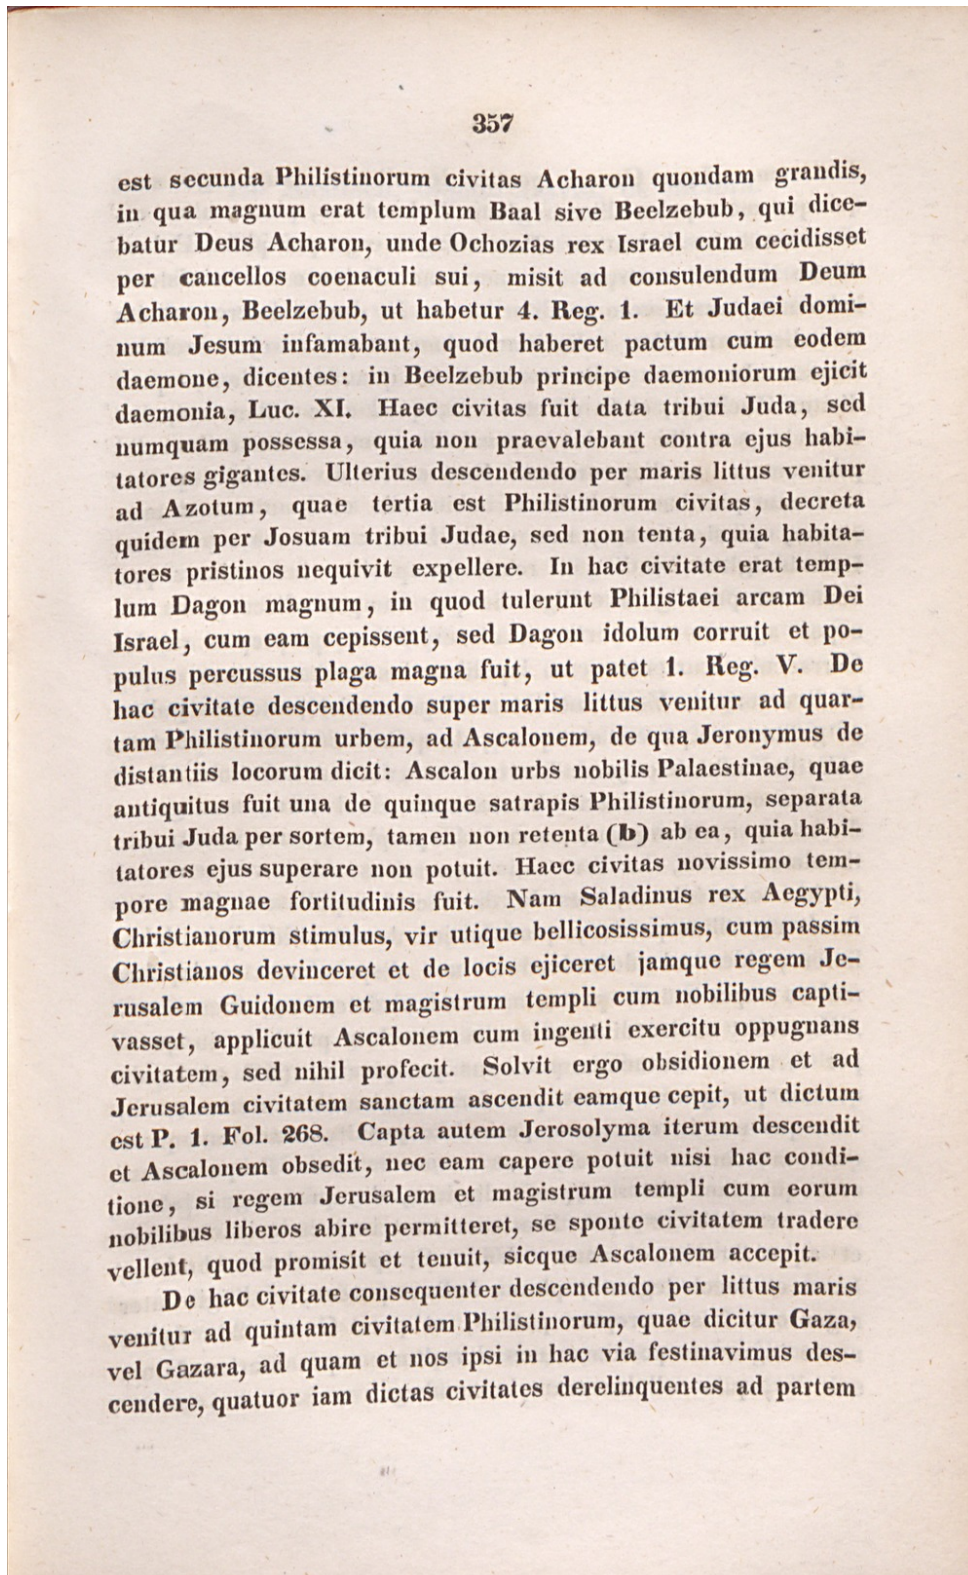 357
est secunda Philistinorum civitas Acharon quondam grandis,
in qua magnum erat templum Baal sive Beelzebub, qui dice-
batur Deus Acharon, unde Ochozias rex Israel cum cecidisset
per cancellos coenaculi sui, misit ad consulendum Deum
Acharon, Beelzebub, ut habetur 4. Reg. 1. Et Judaei domi-
num Jesum infamabant, quod haberet pactum cum eodem
daemone, dicentes: in Beelzebub principe daemoniorum ejicit
daemonia, Luc. XI. Haec civitas fuit data tribui Juda, sed
numquam possessa, quia non praevalebant contra ejus habi-
tatores gigantes. Ulterius descendendo per maris littus venitur
ad Azotum, quae tertia est Philistinorum civitas, decreta
quidem per Josuam tribui Judae, sed non tenta, quia habita-
tores pristinos nequivit expellere. In hac civitate erat temp-
lum Dagon magnum, in quod tulerunt Philistaei arcam Dei
Israel, cum eam cepissent, sed Dagon idolum corruit et po-
pulus percussus plaga magna fuit, ut patet 1. Reg. V. De
hac civitate descendendo super maris littus venitur ad quar-
tam Philistinorum urbem, ad Ascalonem, de qua Jeronymus de
distantiis locorum dicit: Ascalon urbs nobilis Palaestinae, quae
antiquitus fuit una de quinque satrapis Philistinorum, separata
tribui Juda per sortem, tamen non retenta (b) ab ea, quia habi-
tatores ejus superare non potuit. Haec civitas novissimo tem-
pore magnae fortitudinis fuit. Nam Saladinus rex Aegypti,
Christianorum stimulus, vir utique bellicosissimus, cum passim
Christianos devinceret et de locis ejiceret jamque regem Je-
rusalem Guidonem et magistrum templi cum nobilibus capti-
vasset, applicuit Ascalonem cum ingenti exercitu oppugnans
civitatem, sed nihil profecit. Solvit ergo obsidionem et ad
Jerusalem civitatem sanctam ascendit eamque cepit, ut dictum
est P. 1. Fol. 268. Capta autem Jerosolyma iterum descendit
et Ascalonem obsedit, nec eam capere potuit nisi hac condi-
tione, si regem Jerusalem et magistrum templi cum eorum
nobilibus liberos abire permitteret, se sponte civitatem tradere
vellent, quod promisit et tenuit, sicque Ascalonem accepit.
De hac civitate consequenter descendendo per littus maris
venitur ad quintam civitatem Philistinorum, quae dicitur Gaza,
vel Gazara, ad quam et nos ipsi in hac via festinavimus des-
cendere, quatuor iam dictas civitates derelinquentes ad partem